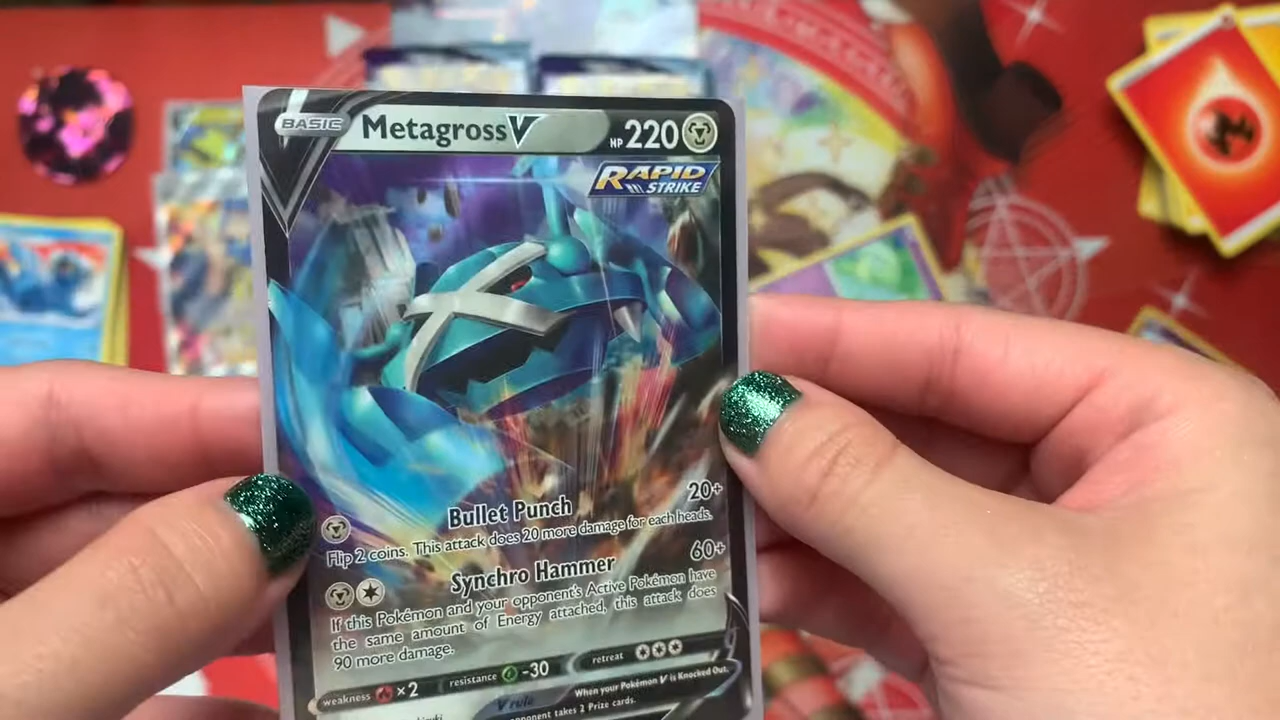 BASIC
Metagross V
HP 220
RAPID
STRIKE
Bullet Punch 20+
Flip 2 coins. This attack does 20 more damage for each heads.
Synchro Hammer 60+
If this Pokémon and your opponent's Active Pokémon have
the same amount of Energy attached, this attack does
90 more damage.
weakness ×2 resistance -30 retreat
V rule When your Pokémon V is Knocked Out,
opponent takes 2 Prize cards.